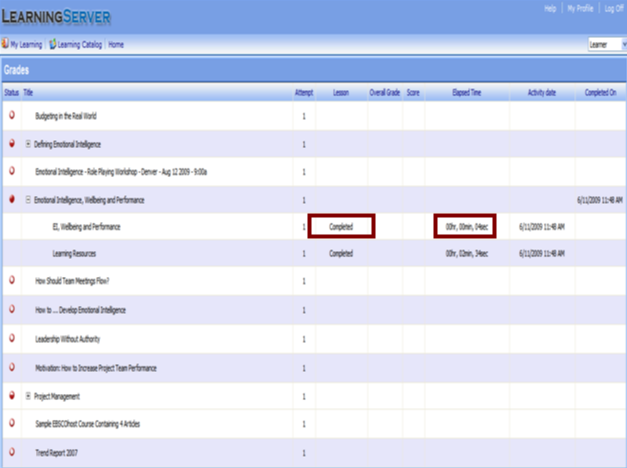 LEARNINGSERVER
Help | My Profile | Log Off
My Learning | Learning Catalog | Home
Learner
Grades
Status Title Attempt Lesson Overall Grade Score Elapsed Time Activity date Completed On
Budgeting in the Real World 1
Defining Emotional Intelligence 1
Emotional Intelligence - Role Playing Workshop - Denver - Aug 12 2009 - 9:00a 1
Emotional Intelligence, Wellbeing and Performance 1 6/11/2009 11:48 AM
EI, Wellbeing and Performance 1 Completed 00hr, 00min, 04sec 6/11/2009 11:48 AM
Learning Resources 1 Completed 00hr, 02min, 34sec 6/11/2009 11:48 AM
How Should Team Meetings Flow? 1
How to ... Develop Emotional Intelligence 1
Leadership Without Authority 1
Motivation: How to Increase Project Team Performance 1
Project Management 1
Sample EBSCOhost Course Containing 4 Articles 1
Trend Report 2007 1